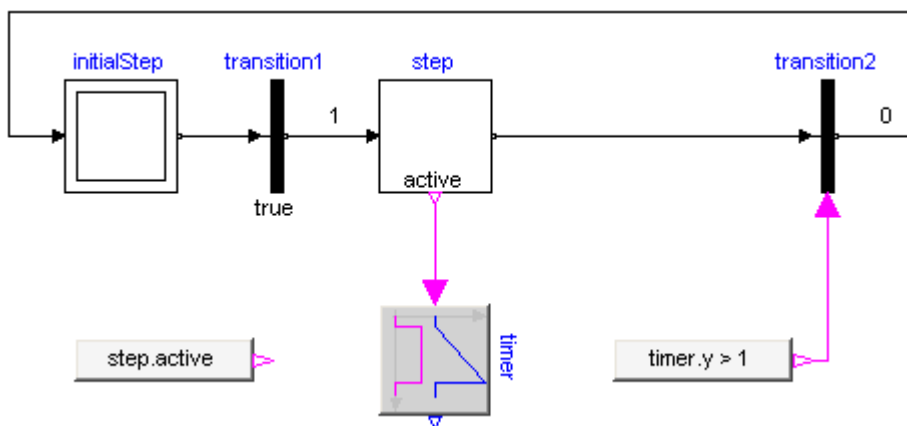 initialStep
transition1
step
transition2
1
0
active
true
step.active
timer
timer.y > 1